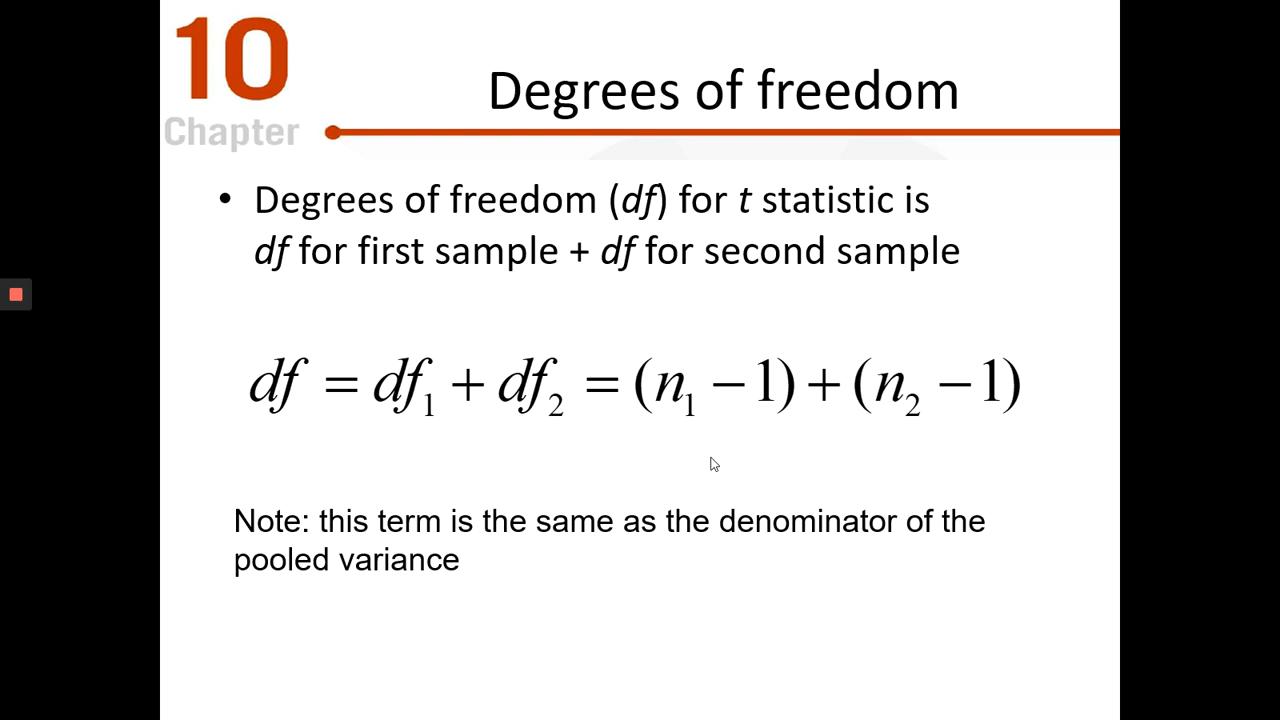 10
Chapter
Degrees of freedom
• Degrees of freedom (df) for t statistic is
df for first sample + df for second sample
df = df₁ + df₂ = (n₁ − 1) + (n₂ − 1)
Note: this term is the same as the denominator of the
pooled variance